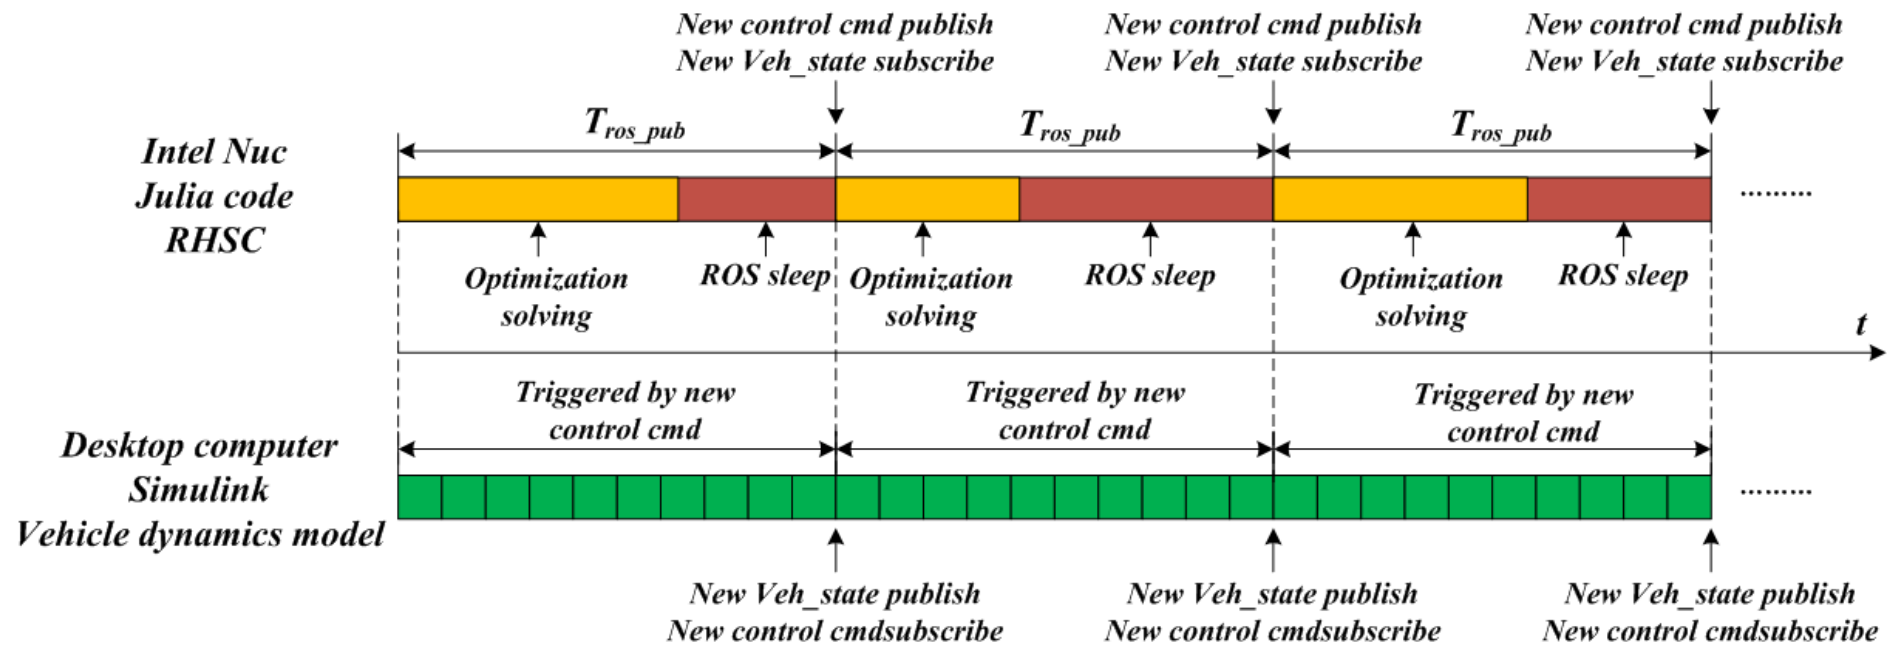 New control cmd publish
New Veh_state subscribe
New control cmd publish
New Veh_state subscribe
New control cmd publish
New Veh_state subscribe
Tros_pub
Tros_pub
Tros_pub
Intel Nuc
Julia code
RHSC
.........
Optimization
solving
ROS sleep
Optimization
solving
ROS sleep
Optimization
solving
ROS sleep
t
Triggered by new
control cmd
Triggered by new
control cmd
Triggered by new
control cmd
Desktop computer
Simulink
Vehicle dynamics model
.........
New Veh_state publish
New control cmdsubscribe
New Veh_state publish
New control cmdsubscribe
New Veh_state publish
New control cmdsubscribe